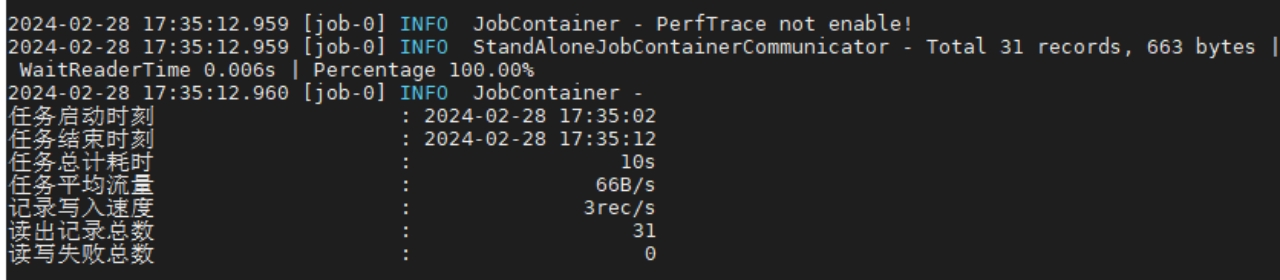 2024-02-28 17:35:12.959 [job-0] INFO  JobContainer - PerfTrace not enable!
2024-02-28 17:35:12.959 [job-0] INFO  StandAloneJobContainerCommunicator - Total 31 records, 663 bytes |
 WaitReaderTime 0.006s | Percentage 100.00%
2024-02-28 17:35:12.960 [job-0] INFO  JobContainer -
任务启动时刻                    : 2024-02-28 17:35:02
任务结束时刻                    : 2024-02-28 17:35:12
任务总计耗时                    :                 10s
任务平均流量                    :               66B/s
记录写入速度                    :              3rec/s
读出记录总数                    :                  31
读写失败总数                    :                   0